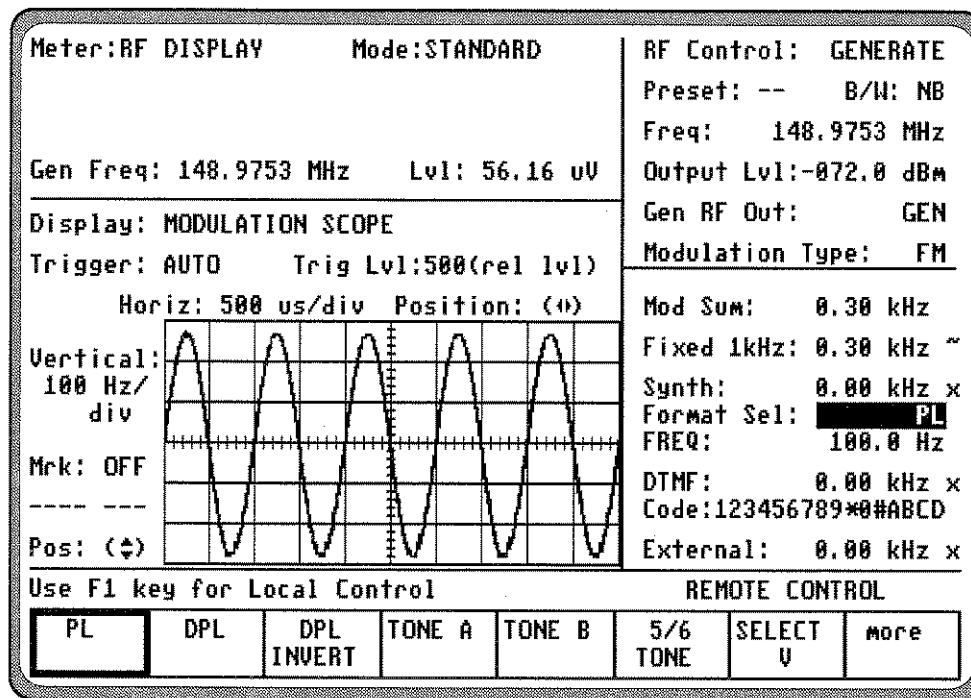 Meter:RF DISPLAY Mode:STANDARD
Gen Freq: 148.9753 MHz Lvl: 56.16 uV
Display: MODULATION SCOPE
Trigger: AUTO Trig Lvl:500(rel lvl)
Horiz: 500 us/div Position: (◂▸)
Vertical:
100 Hz/
div
Mrk: OFF
---- ---
Pos: (▴▾)
RF Control: GENERATE
Preset: -- B/W: NB
Freq: 148.9753 MHz
Output Lvl:-072.0 dBm
Gen RF Out: GEN
Modulation Type: FM
Mod Sum: 0.30 kHz
Fixed 1kHz: 0.30 kHz ~
Synth: 0.00 kHz x
Format Sel: PL
FREQ: 100.0 Hz
DTMF: 0.00 kHz x
Code:123456789*0#ABCD
External: 0.00 kHz x
Use F1 key for Local Control REMOTE CONTROL
PL DPL DPL INVERT TONE A TONE B 5/6 TONE SELECT V more